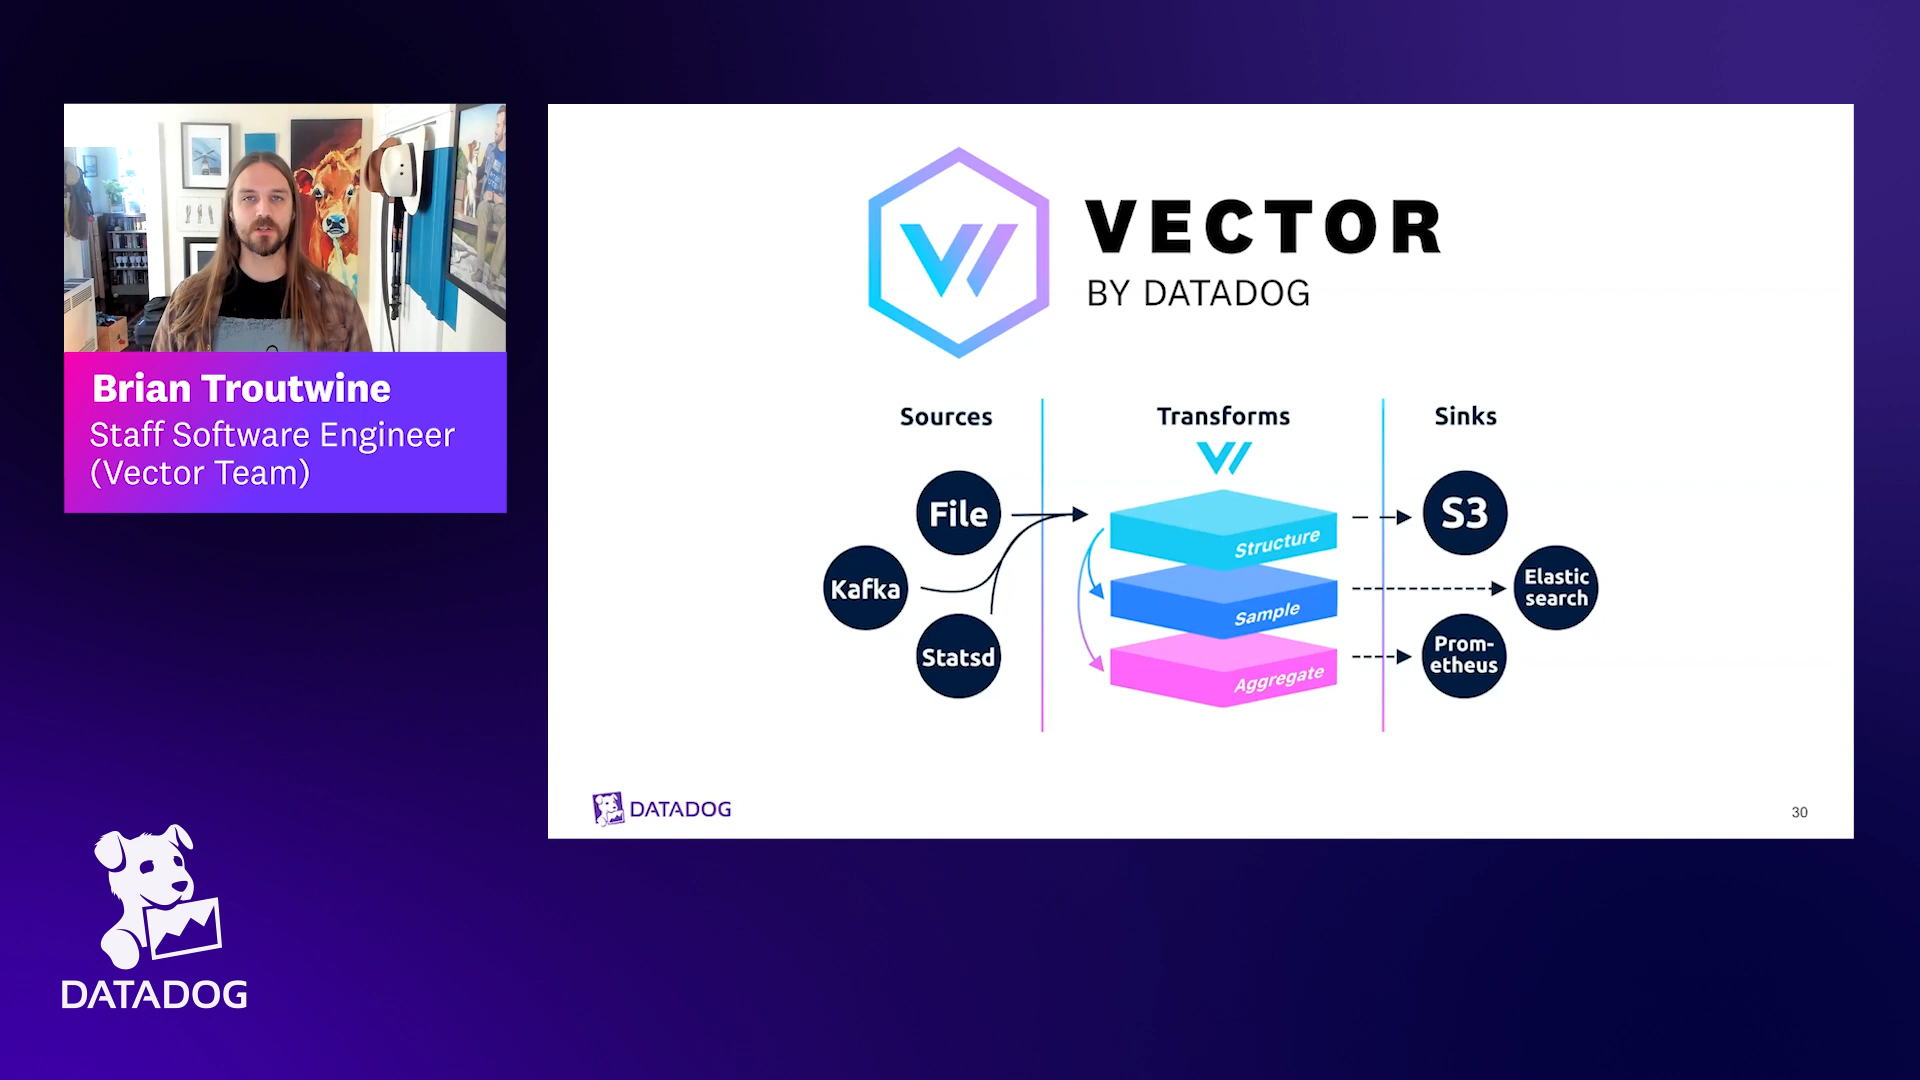 Brian Troutwine
Staff Software Engineer
(Vector Team)
DATADOG
VECTOR
BY DATADOG
Sources
Transforms
Sinks
File
Kafka
Statsd
Structure
Sample
Aggregate
S3
Elastic
search
Prom-
etheus
DATADOG
30